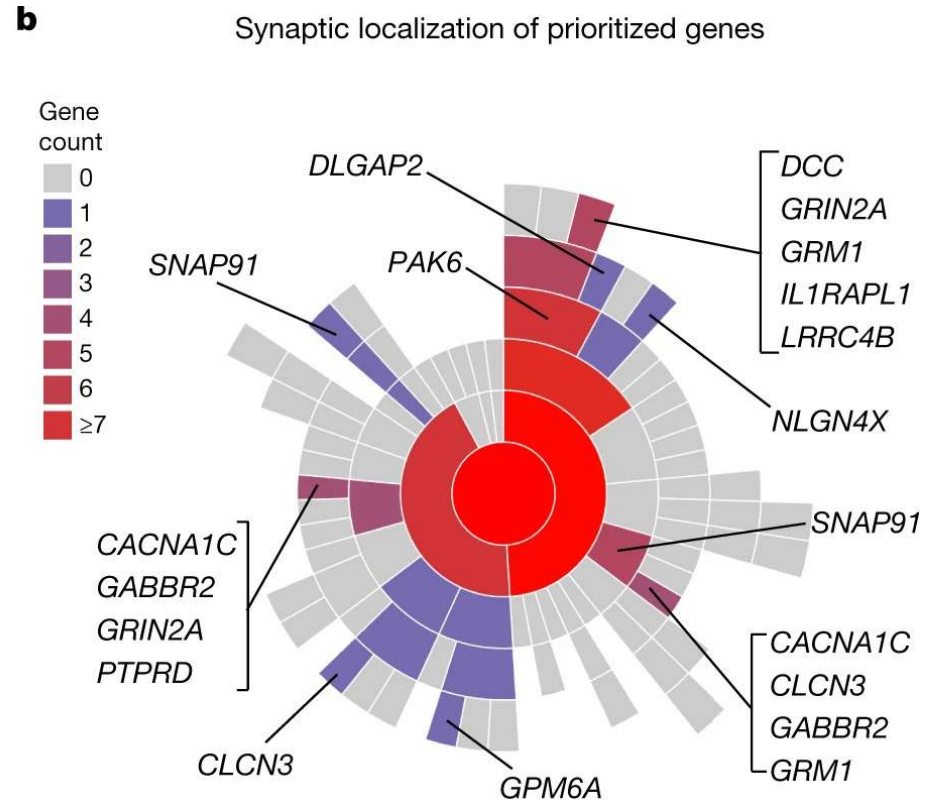 b
Synaptic localization of prioritized genes
Gene
count
0
1
2
3
4
5
6
≥7
DLGAP2
PAK6
SNAP91
DCC
GRIN2A
GRM1
IL1RAPL1
LRRC4B
NLGN4X
SNAP91
CACNA1C
GABBR2
GRIN2A
PTPRD
CACNA1C
CLCN3
GABBR2
GRM1
CLCN3
GPM6A